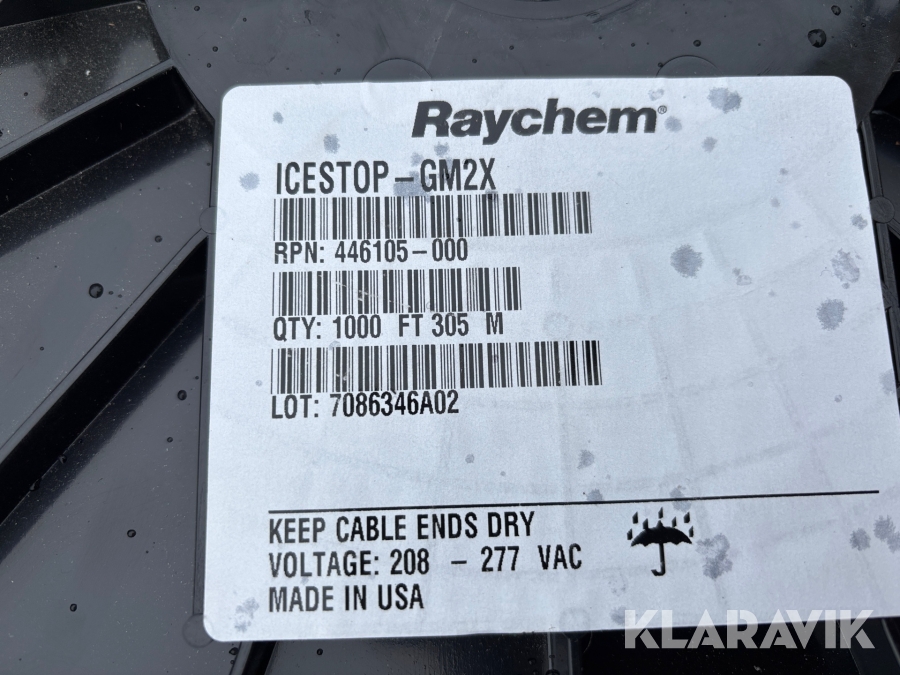 Raychem®
ICESTOP-GM2X
RPN: 446105-000
QTY: 1000 FT 305 M
LOT: 7086346A02
KEEP CABLE ENDS DRY
VOLTAGE: 208 - 277 VAC
MADE IN USA
KLARAVIK